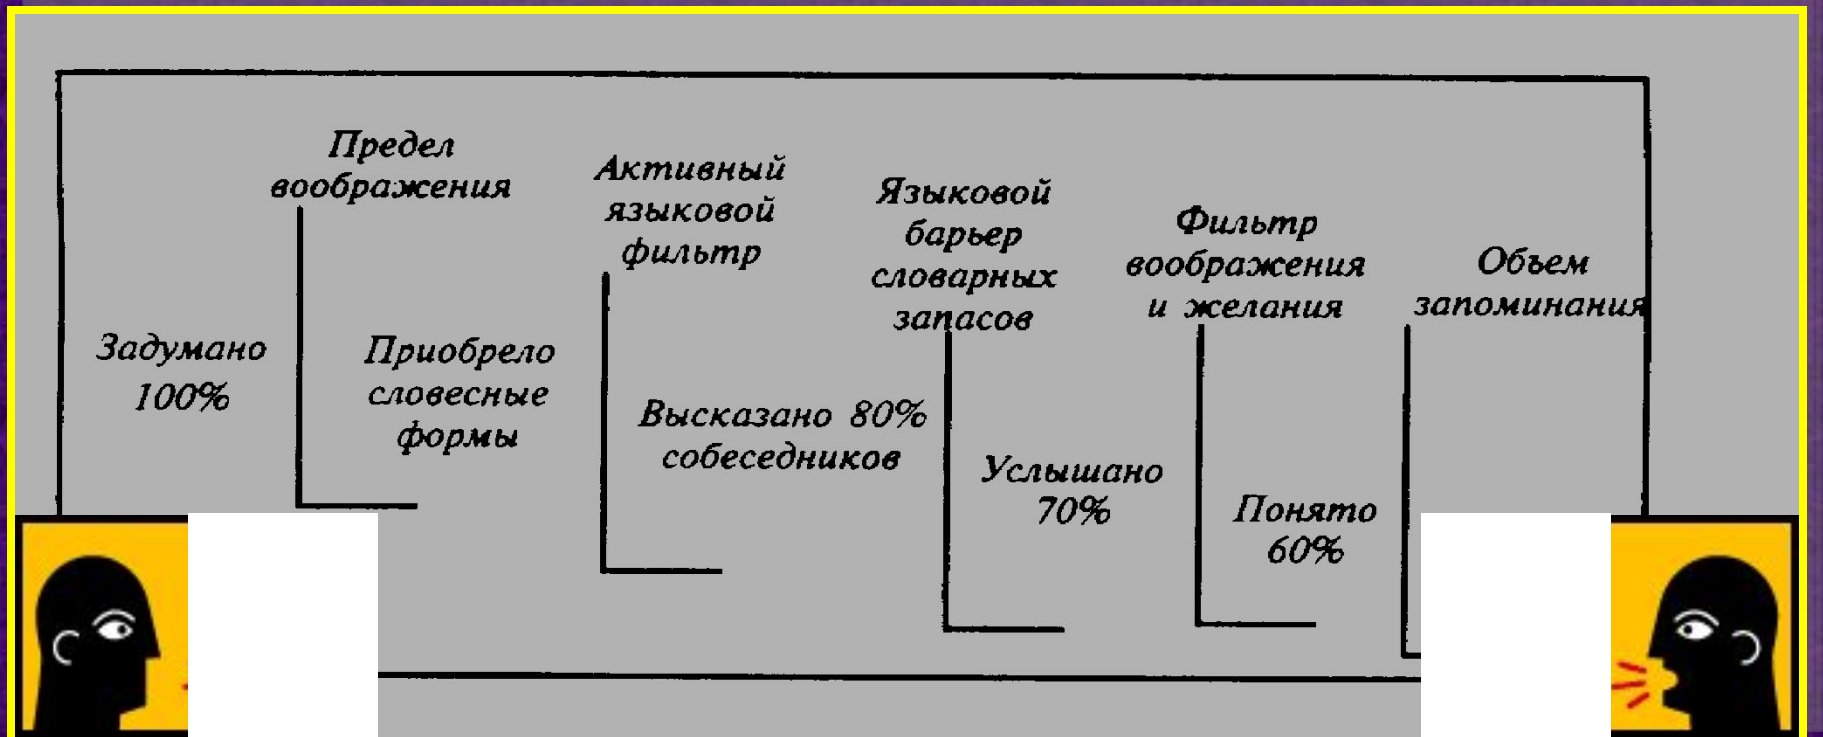 Предел
воображения
Активный
языковой
фильтр
Языковой
барьер
словарных
запасов
Фильтр
воображения
и желания
Объем
запоминания
Задумано
100%
Приобрело
словесные
формы
Высказано 80%
собеседников
Услышано
70%
Понято
60%